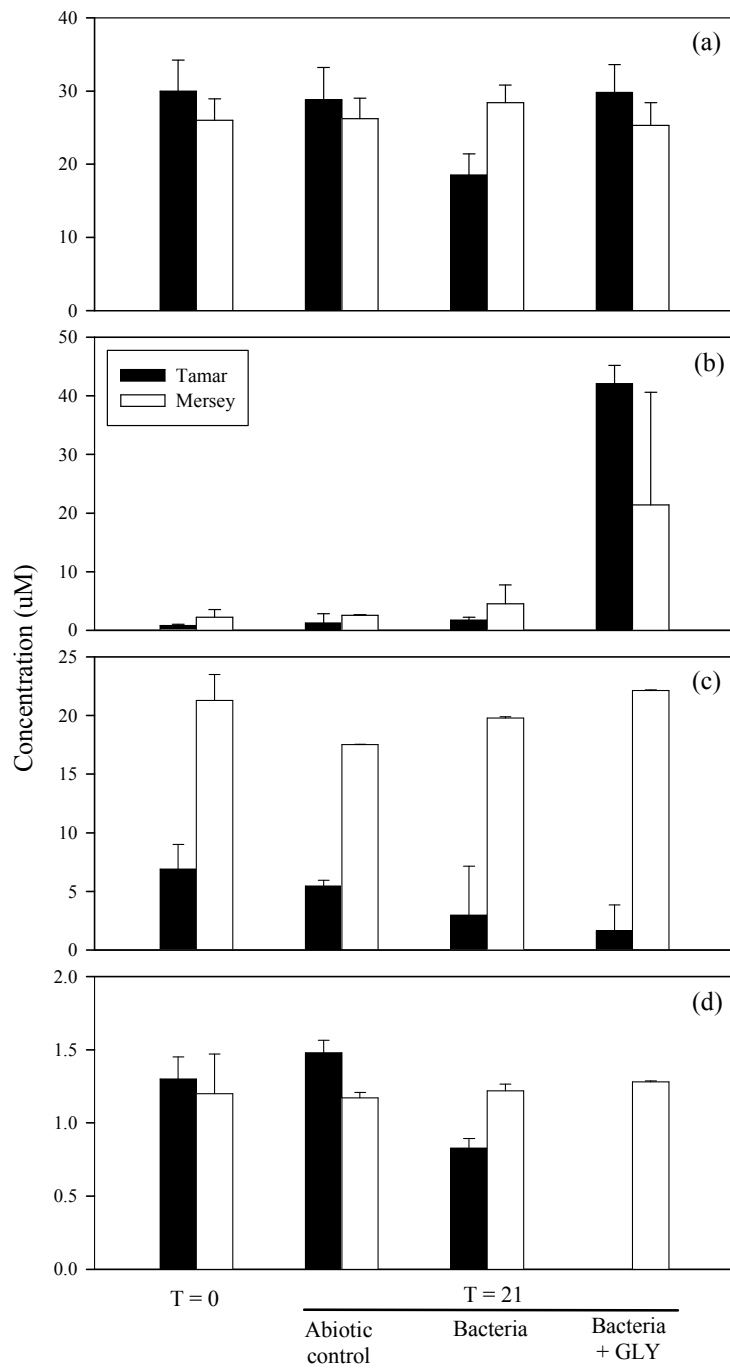 40
(a)
30
20
10
0
50
(b)
Tamar
Mersey
40
30
20
10
0
Concentration (uM)
25
(c)
20
15
10
5
0
2.0
(d)
1.5
1.0
0.5
0.0
T = 0
T = 21
Abiotic
control
Bacteria
Bacteria
+ GLY